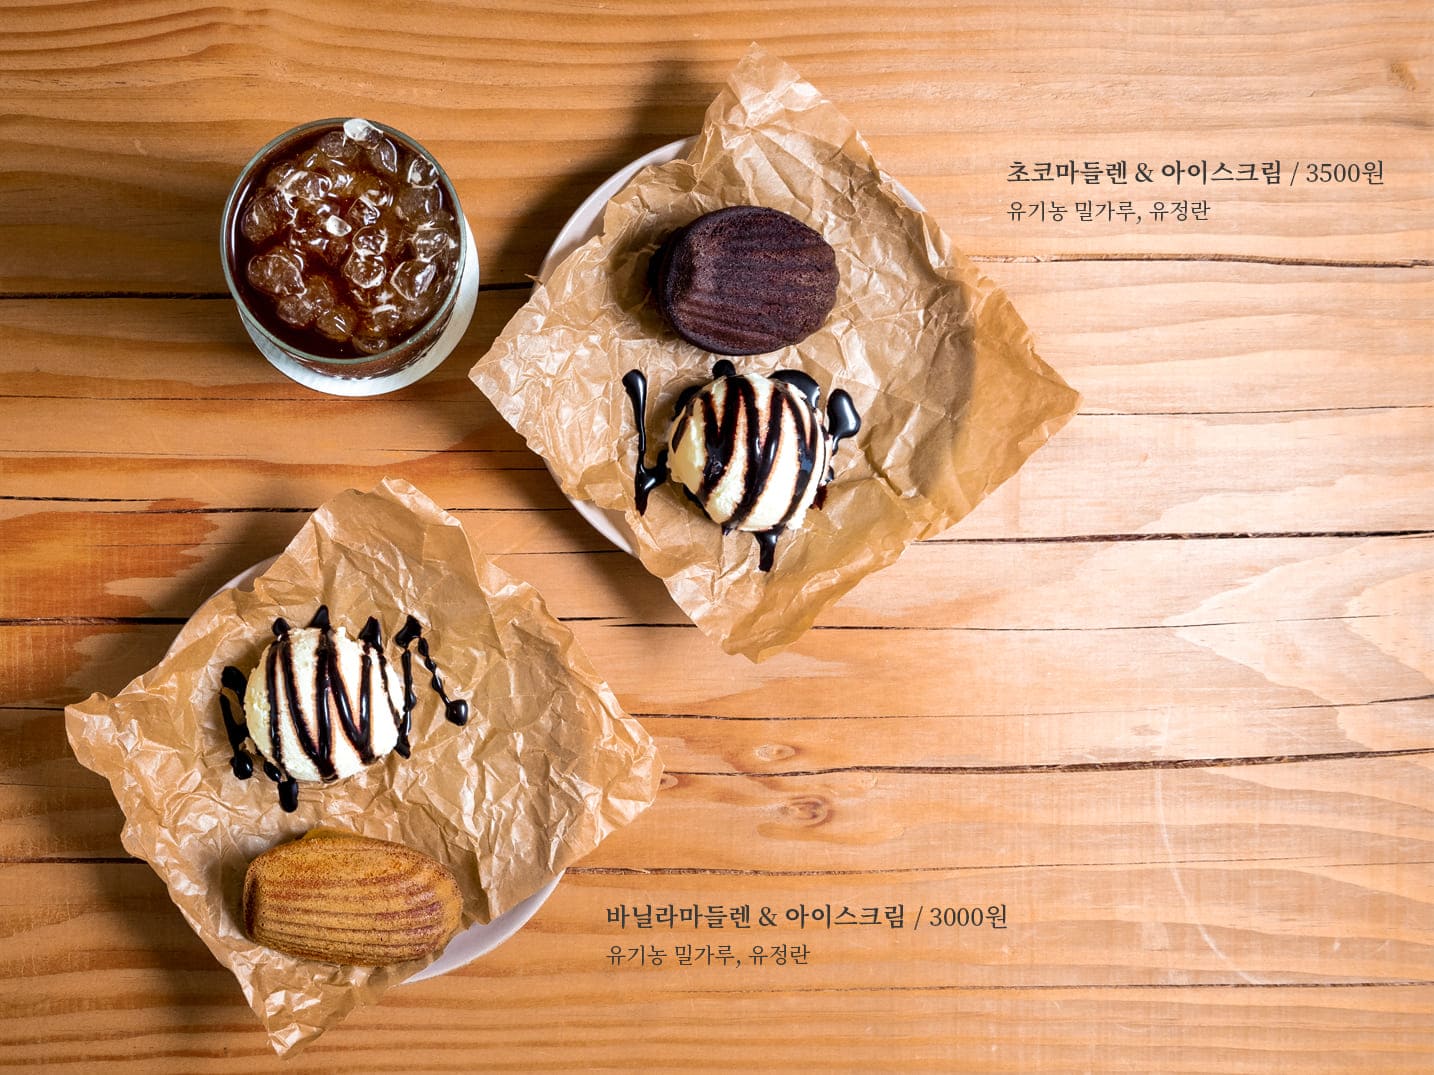 초코마들렌 & 아이스크림 / 3500원
유기농 밀가루, 유정란
바닐라마들렌 & 아이스크림 / 3000원
유기농 밀가루, 유정란